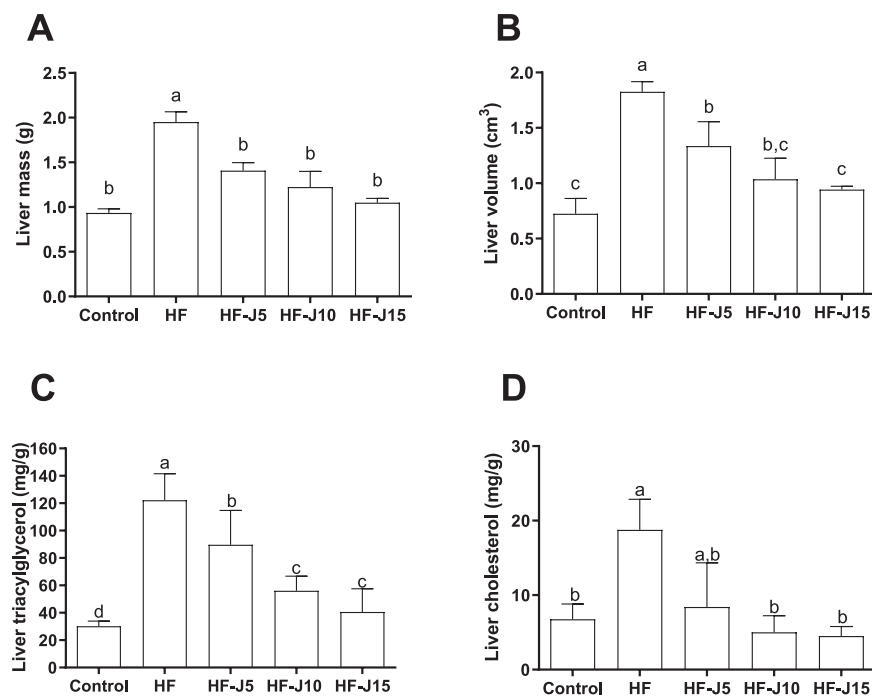 A
Liver mass (g)
2.5
2.0
1.5
1.0
0.5
0.0
b
a
b
b
b
Control HF HF-J5 HF-J10 HF-J15
B
Liver volume (cm³)
2.0
1.5
1.0
0.5
0.0
c
a
b
b,c
c
Control HF HF-J5 HF-J10 HF-J15
C
Liver triacylglycerol (mg/g)
160
140
120
100
80
60
40
20
0
d
a
b
c
c
Control HF HF-J5 HF-J10 HF-J15
D
Liver cholesterol (mg/g)
30
20
10
0
b
a
a,b
b
b
Control HF HF-J5 HF-J10 HF-J15